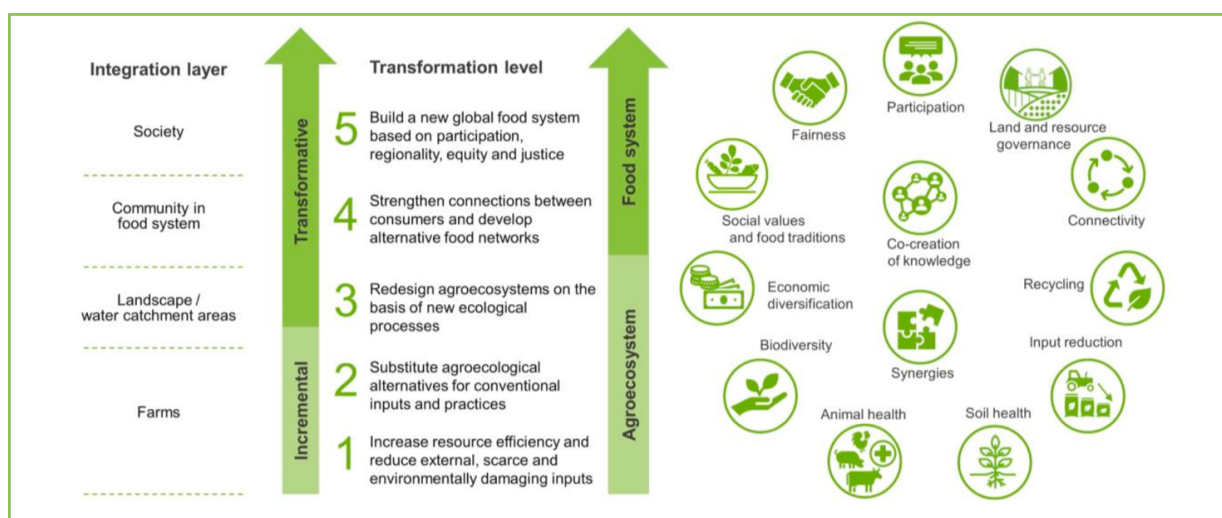 Integration layer
Society
Community in
food system
Landscape /
water catchment areas
Farms
Transformative
Incremental
Transformation level
5
Build a new global food system
based on participation,
regionality, equity and justice
4
Strengthen connections between
consumers and develop
alternative food networks
3
Redesign agroecosystems on the
basis of new ecological
processes
2
Substitute agroecological
alternatives for conventional
inputs and practices
1
Increase resource efficiency and
reduce external, scarce and
environmentally damaging inputs
Food system
Agroecosystem
Participation
Fairness
Land and resource
governance
Social values
and food traditions
Co-creation
of knowledge
Connectivity
Economic
diversification
Recycling
Biodiversity
Synergies
Input reduction
Animal health
Soil health